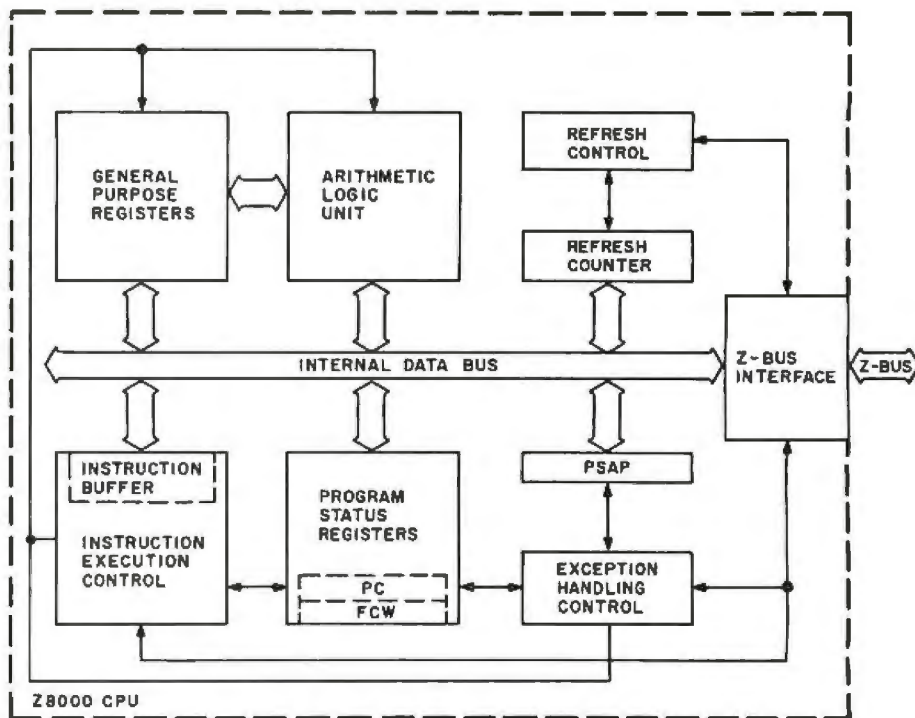 GENERAL
PURPOSE
REGISTERS
ARITHMETIC
LOGIC
UNIT
REFRESH
CONTROL
REFRESH
COUNTER
INTERNAL DATA BUS
Z-BUS
INTERFACE
Z-BUS
INSTRUCTION
BUFFER
INSTRUCTION
EXECUTION
CONTROL
PROGRAM
STATUS
REGISTERS
PC
FCW
PSAP
EXCEPTION
HANDLING
CONTROL
Z8000 CPU